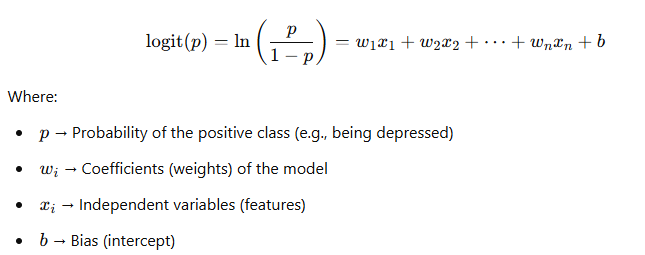 logit(p) = ln(p / (1 − p)) = w₁x₁ + w₂x₂ + ⋯ + wₙxₙ + b
Where:
• p → Probability of the positive class (e.g., being depressed)
• wᵢ → Coefficients (weights) of the model
• xᵢ → Independent variables (features)
• b → Bias (intercept)